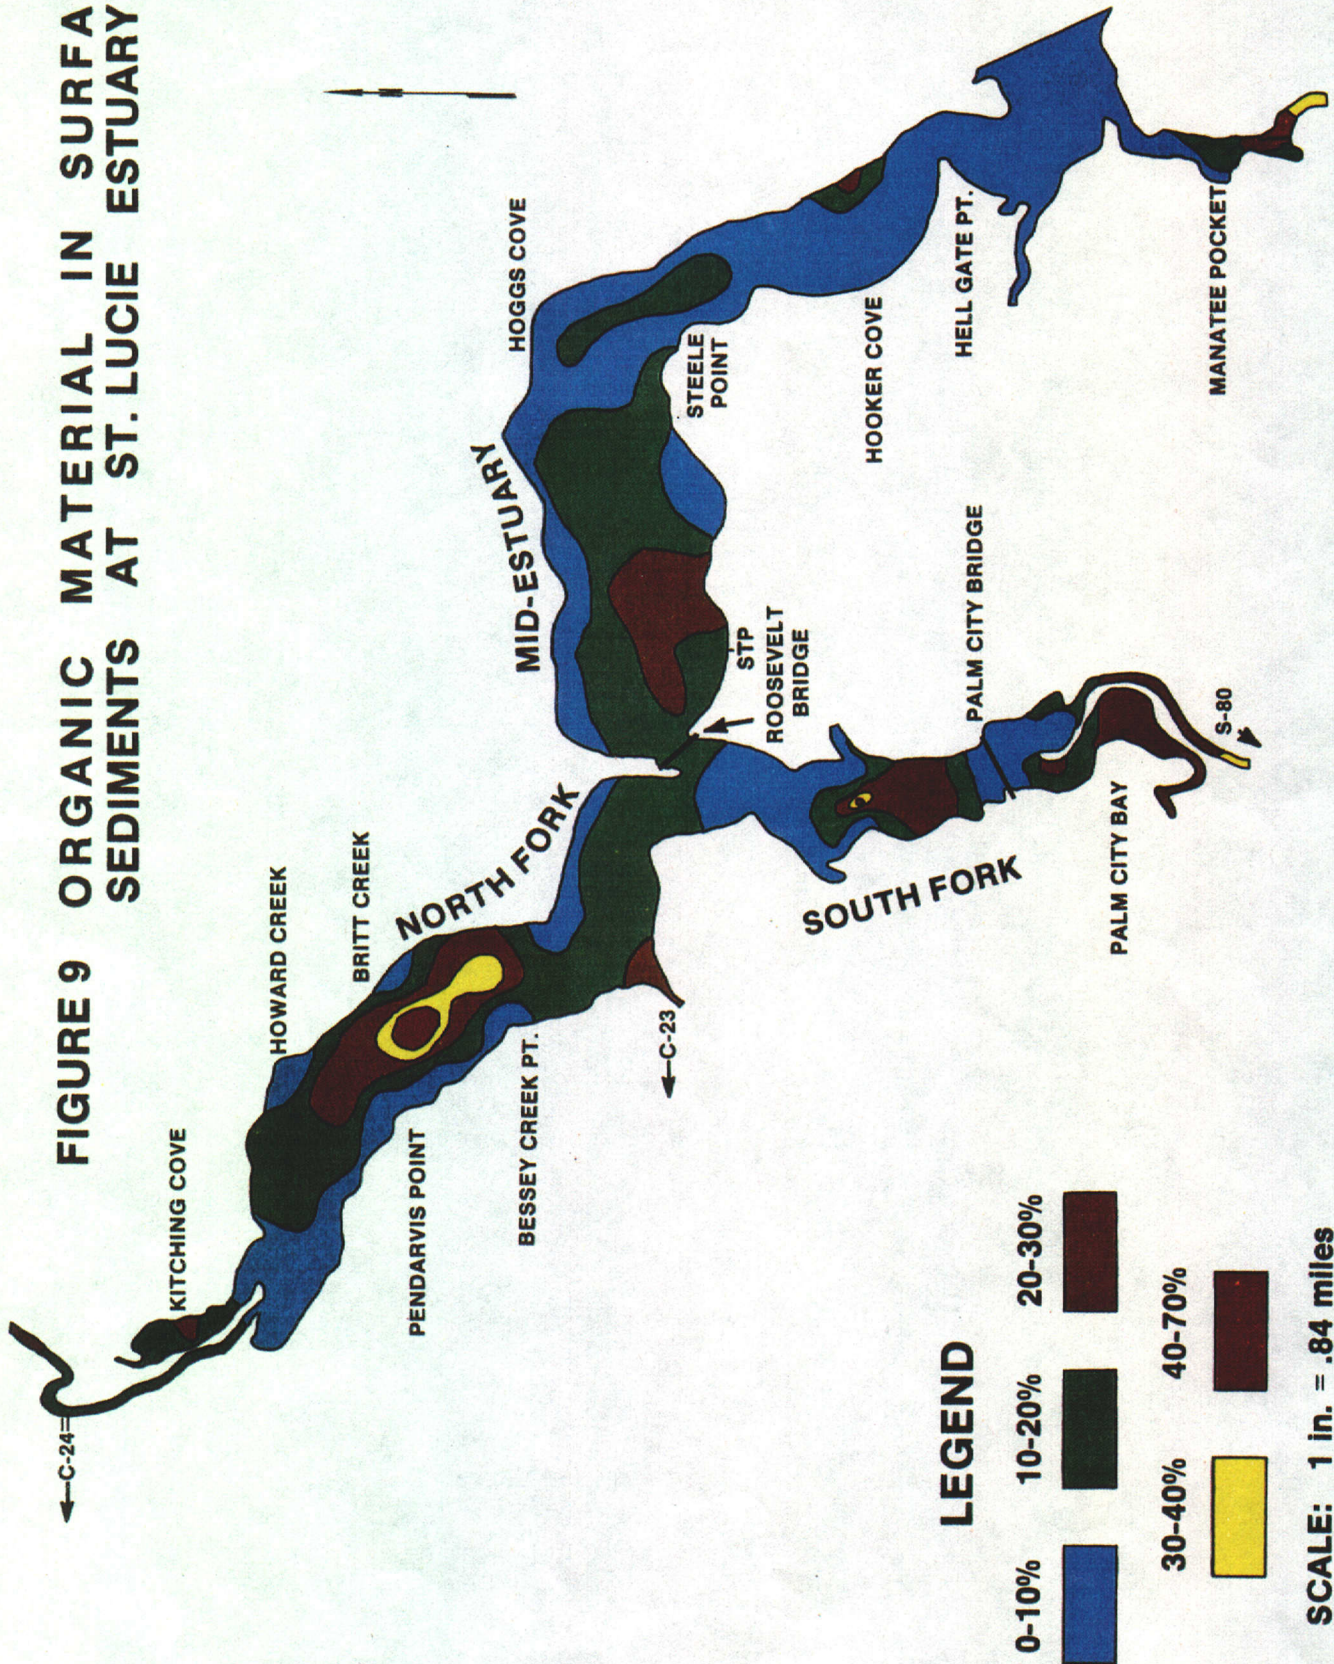 FIGURE 9 ORGANIC MATERIAL IN SURFA
SEDIMENTS AT ST. LUCIE ESTUARY
←C-24=
KITCHING COVE
HOWARD CREEK
BRITT CREEK
NORTH FORK
PENDARVIS POINT
BESSEY CREEK PT.
←C-23
MID-ESTUARY
HOGGS COVE
STEELE
POINT
STP
ROOSEVELT
BRIDGE
HOOKER COVE
HELL GATE PT.
MANATEE POCKET
PALM CITY BRIDGE
SOUTH FORK
PALM CITY BAY
S-80
LEGEND
0-10%
10-20%
20-30%
30-40%
40-70%
SCALE: 1 in. = .84 miles